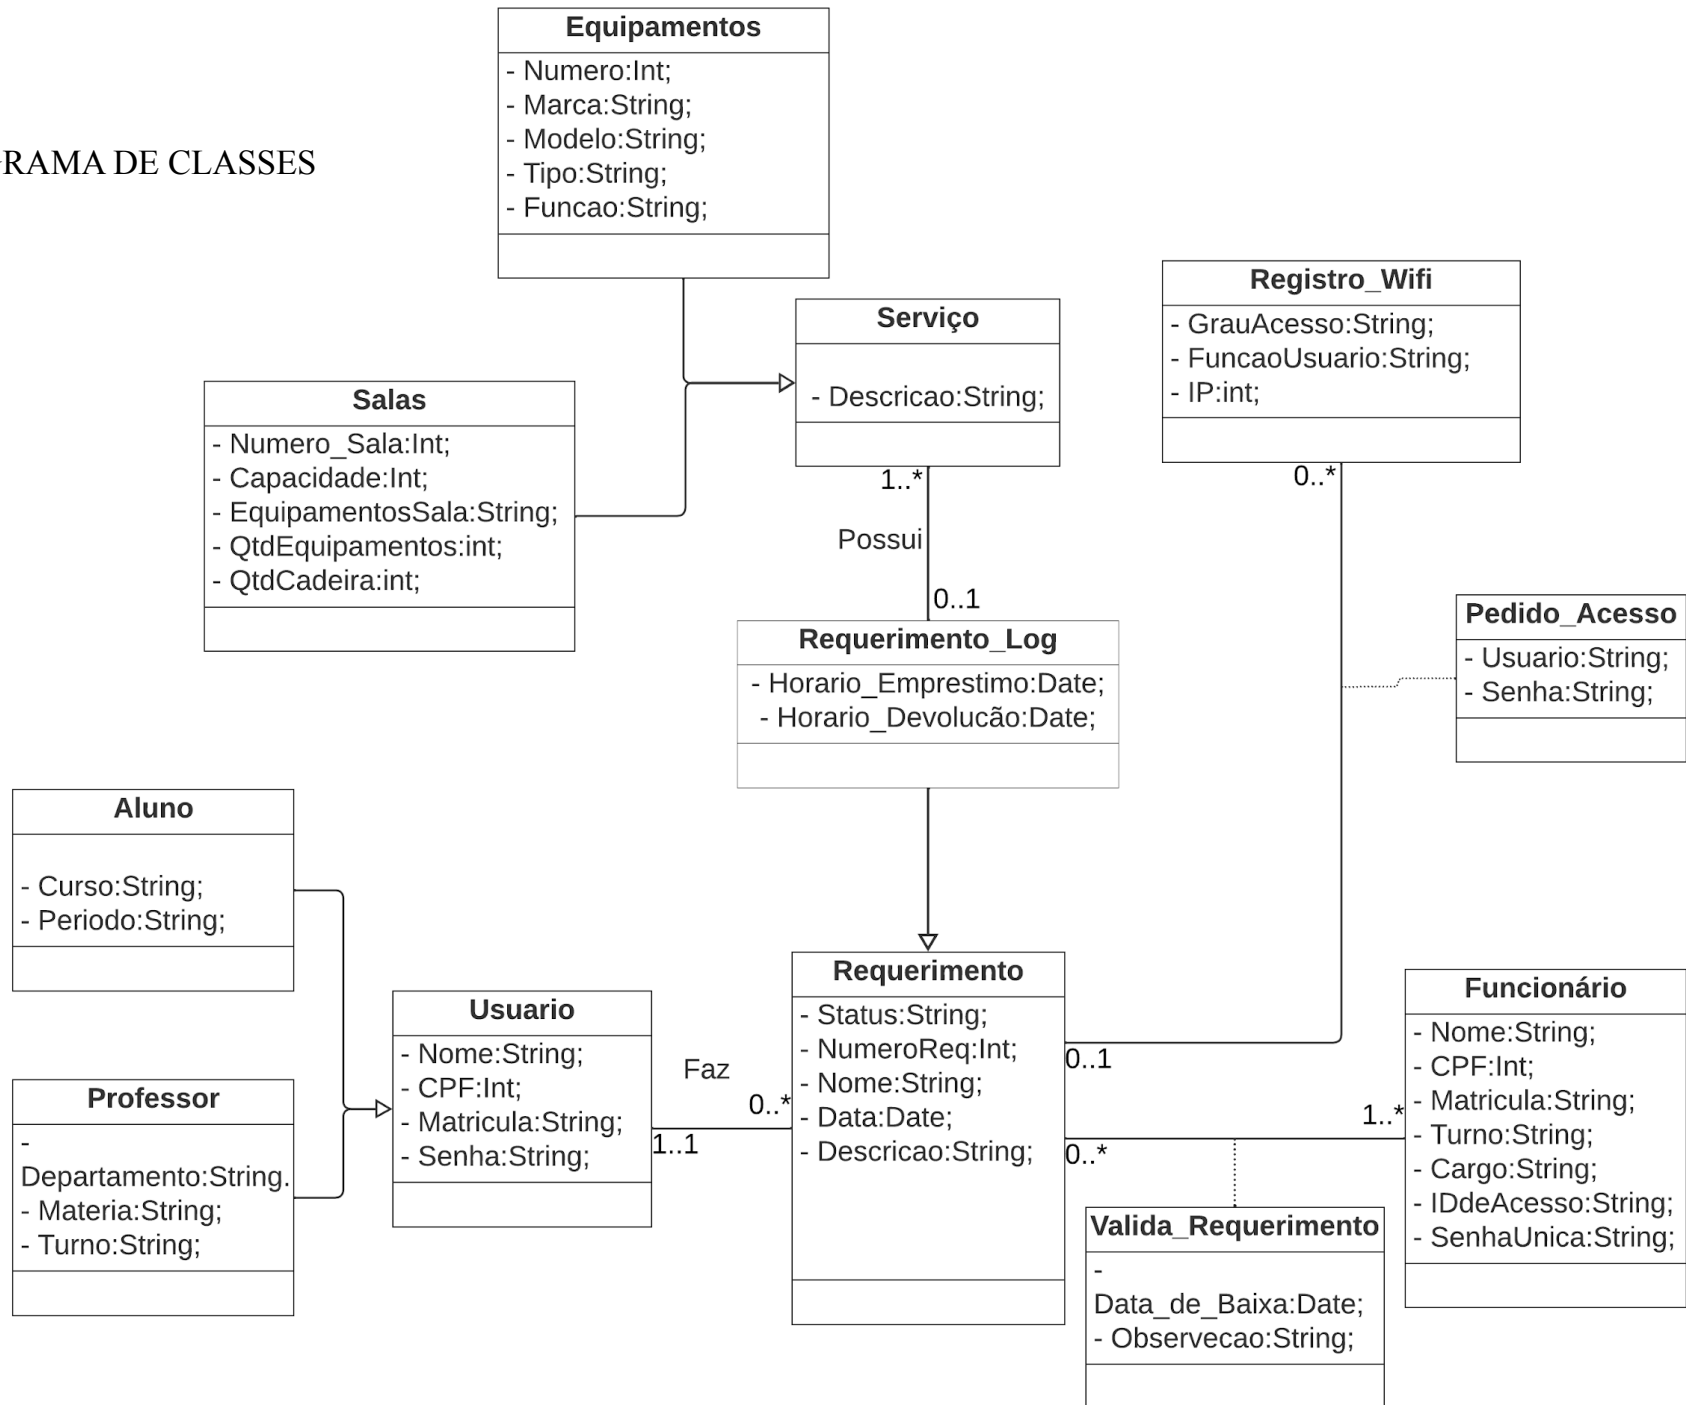 Equipamentos
- Numero:Int;
- Marca:String;
- Modelo:String;
- Tipo:String;
- Funcao:String;
RAMA DE CLASSES
Serviço
- Descricao:String;
Registro_Wifi
- GrauAcesso:String;
- FuncaoUsuario:String;
- IP:int;
Salas
- Numero_Sala:Int;
- Capacidade:Int;
- EquipamentosSala:String;
- QtdEquipamentos:int;
- QtdCadeira:int;
1..*
Possui
0..1
0..*
Pedido_Acesso
- Usuario:String;
- Senha:String;
Requerimento_Log
- Horario_Emprestimo:Date;
- Horario_Devolucão:Date;
Aluno
- Curso:String;
- Periodo:String;
Professor
-
Departamento:String.
- Materia:String;
- Turno:String;
Usuario
- Nome:String;
- CPF:Int;
- Matricula:String;
- Senha:String;
Faz
0..*
1..1
Requerimento
- Status:String;
- NumeroReq:Int;
- Nome:String;
- Data:Date;
- Descricao:String;
0..1
1..*
0..*
Funcionário
- Nome:String;
- CPF:Int;
- Matricula:String;
- Turno:String;
- Cargo:String;
- IDdeAcesso:String;
- SenhaUnica:String;
Valida_Requerimento
-
Data_de_Baixa:Date;
- Observecao:String;